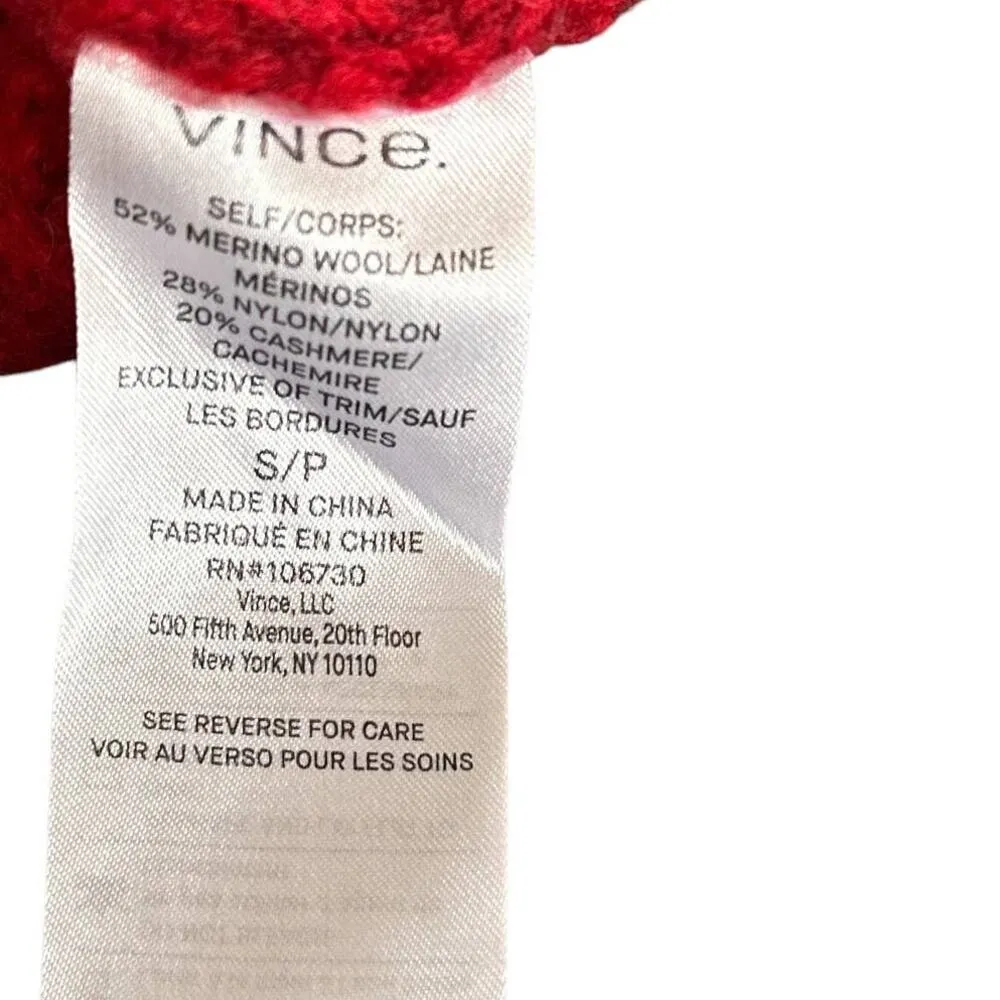 VINCe.
SELF/CORPS:
52% MERINO WOOL/LAINE
MÉRINOS
28% NYLON/NYLON
20% CASHMERE/
CACHEMIRE
EXCLUSIVE OF TRIM/SAUF
LES BORDURES
S/P
MADE IN CHINA
FABRIQUÉ EN CHINE
RN#106730
Vince, LLC
500 Fifth Avenue, 20th Floor
New York, NY 10110
SEE REVERSE FOR CARE
VOIR AU VERSO POUR LES SOINS